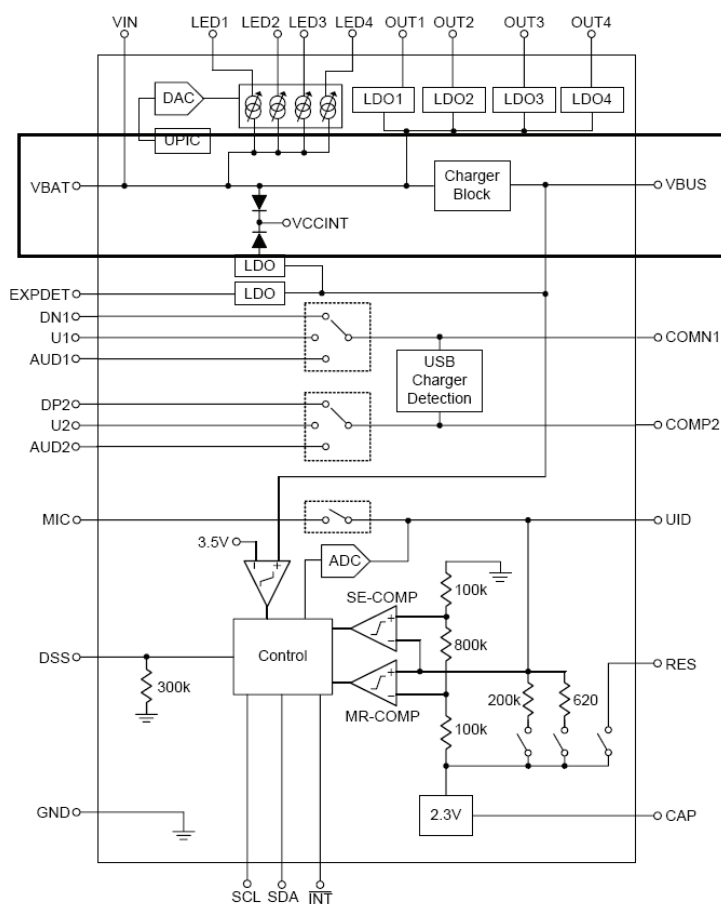 VIN LED1 LED2 LED3 LED4 OUT1 OUT2 OUT3 OUT4
DAC
LDO1 LDO2 LDO3 LDO4
UPIC
VBAT
Charger
Block
VBUS
VCCINT
LDO
EXPDET
LDO
DN1
U1
COMN1
AUD1
USB
Charger
Detection
DP2
U2
COMP2
AUD2
MIC
UID
3.5V
ADC
100k
SE-COMP
DSS
Control
800k
RES
300k
MR-COMP
200k
620
100k
GND
2.3V
CAP
SCL SDA INT